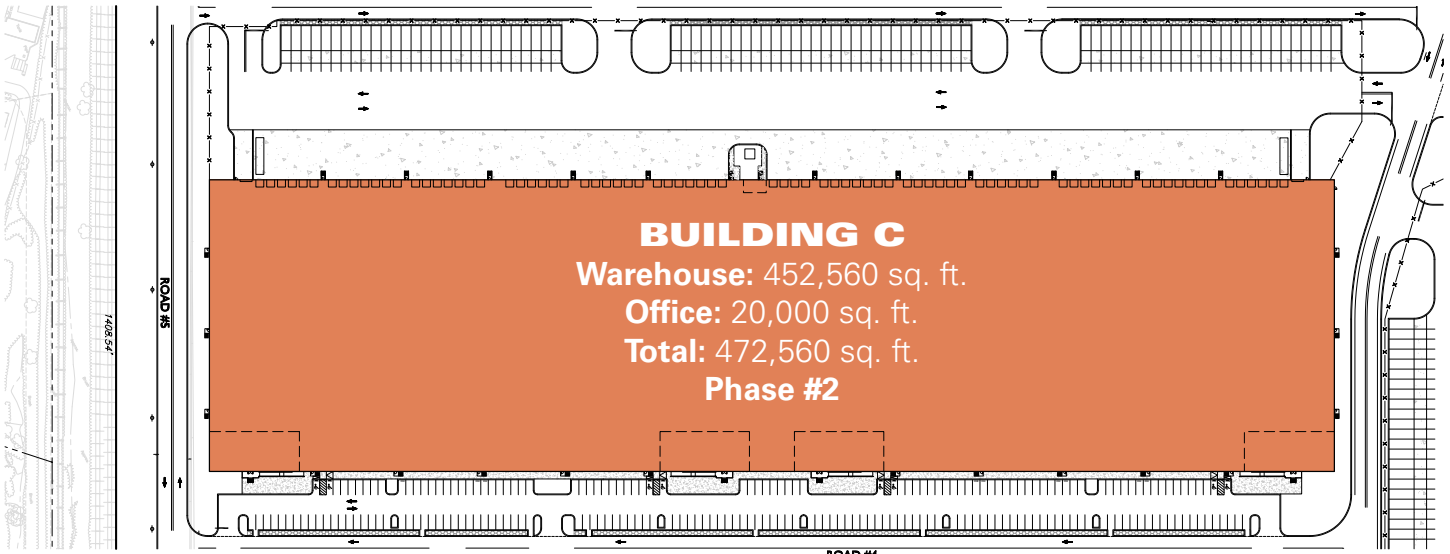 BUILDING C
Warehouse: 452,560 sq. ft.
Office: 20,000 sq. ft.
Total: 472,560 sq. ft.
Phase #2
ROAD #5
1408.54'